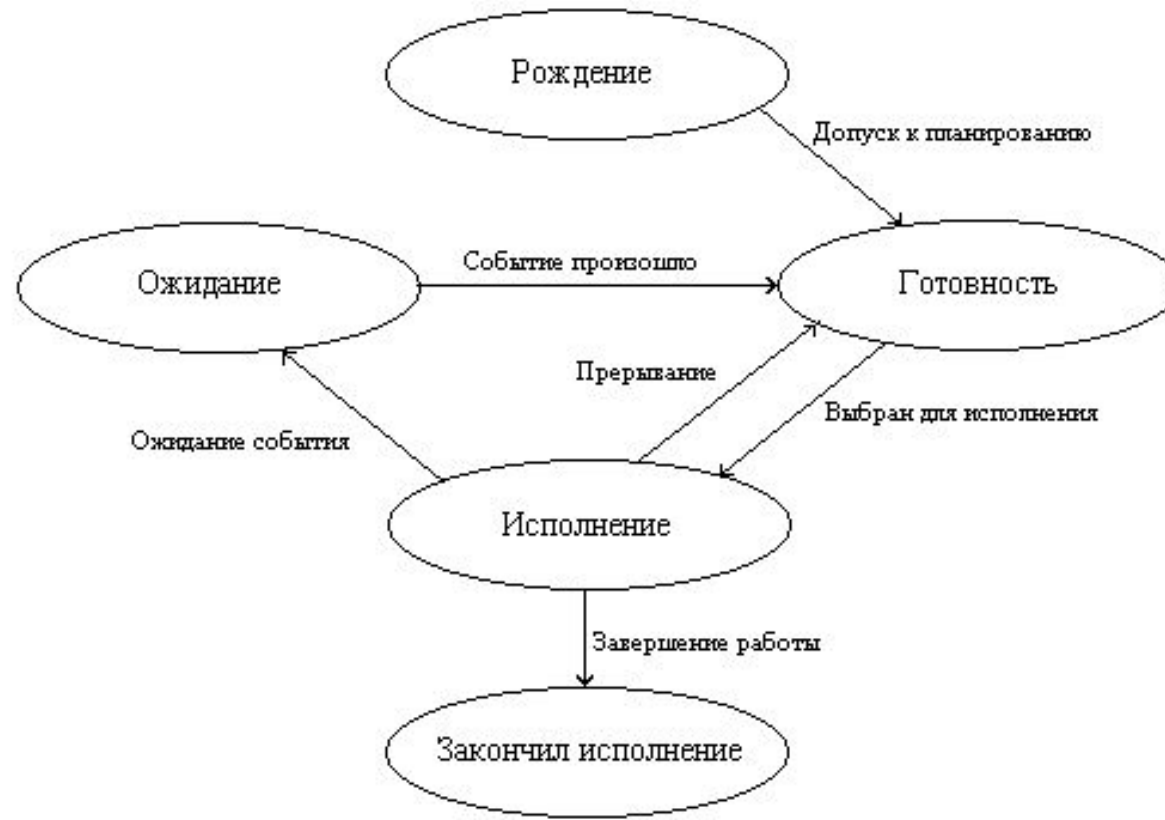 Рождение
Допуск к планированию
Ожидание
Событие произошло
Готовность
Прерывание
Выбран для исполнения
Ожидание события
Исполнение
Завершение работы
Закончил исполнение